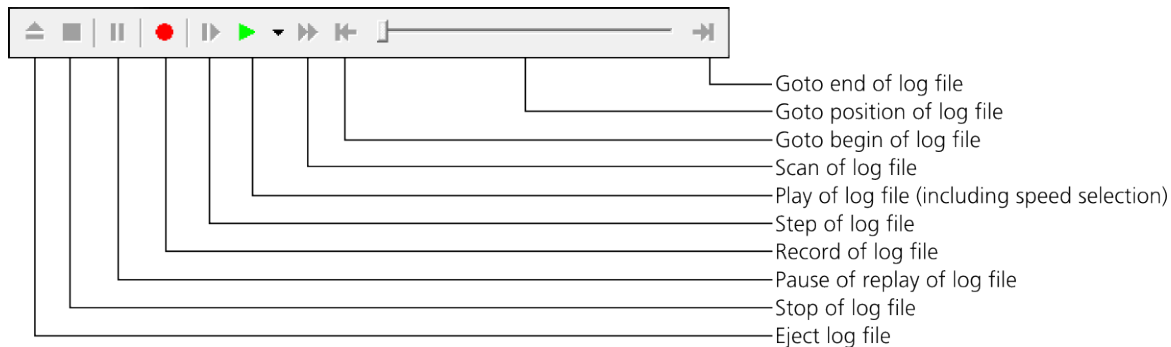 Goto end of log file
Goto position of log file
Goto begin of log file
Scan of log file
Play of log file (including speed selection)
Step of log file
Record of log file
Pause of replay of log file
Stop of log file
Eject log file